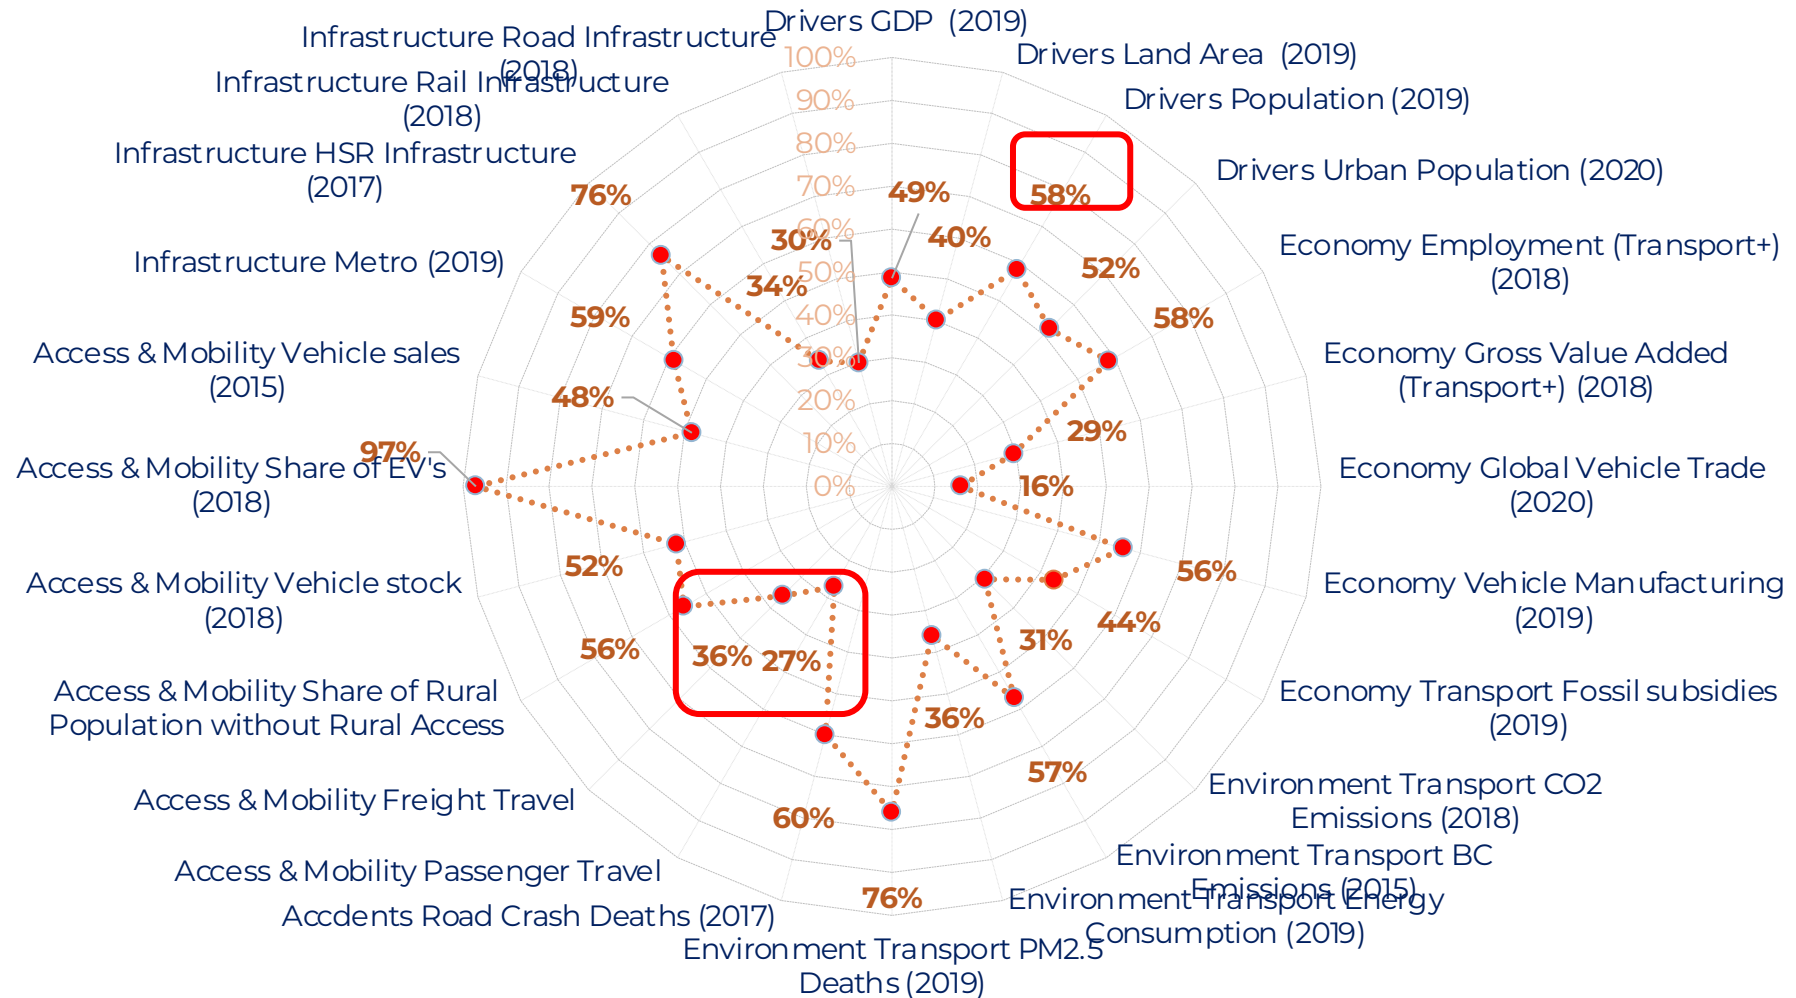 Drivers GDP (2019)
Drivers Land Area (2019)
Drivers Population (2019)
Drivers Urban Population (2020)
Economy Employment (Transport+)
(2018)
Economy Gross Value Added
(Transport+) (2018)
Economy Global Vehicle Trade
(2020)
Economy Vehicle Manufacturing
(2019)
Economy Transport Fossil subsidies
(2019)
Environment Transport CO2
Emissions (2018)
Environment Transport BC
Emissions (2015)
Environment Transport Energy
Consumption (2019)
Environment Transport PM2.5
Deaths (2019)
Accdents Road Crash Deaths (2017)
Access & Mobility Passenger Travel
Access & Mobility Freight Travel
Access & Mobility Share of Rural
Population without Rural Access
Access & Mobility Vehicle stock
(2018)
Access & Mobility Share of EV's
(2018)
Access & Mobility Vehicle sales
(2015)
Infrastructure Metro (2019)
Infrastructure HSR Infrastructure
(2017)
Infrastructure Rail Infrastructure
(2018)
Infrastructure Road Infrastructure
(2018)
100%
90%
80%
70%
60%
50%
40%
30%
20%
10%
0%
49%
40%
58%
52%
58%
29%
16%
56%
44%
31%
57%
36%
76%
60%
27%
36%
56%
52%
97%
48%
59%
76%
34%
30%